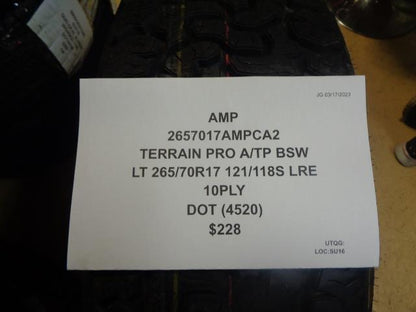 JG 03/17/2023
AMP
2657017AMPCA2
TERRAIN PRO A/TP BSW
LT 265/70R17 121/118S LRE
10PLY
DOT (4520)
$228
UTQG:
LOC:SU16